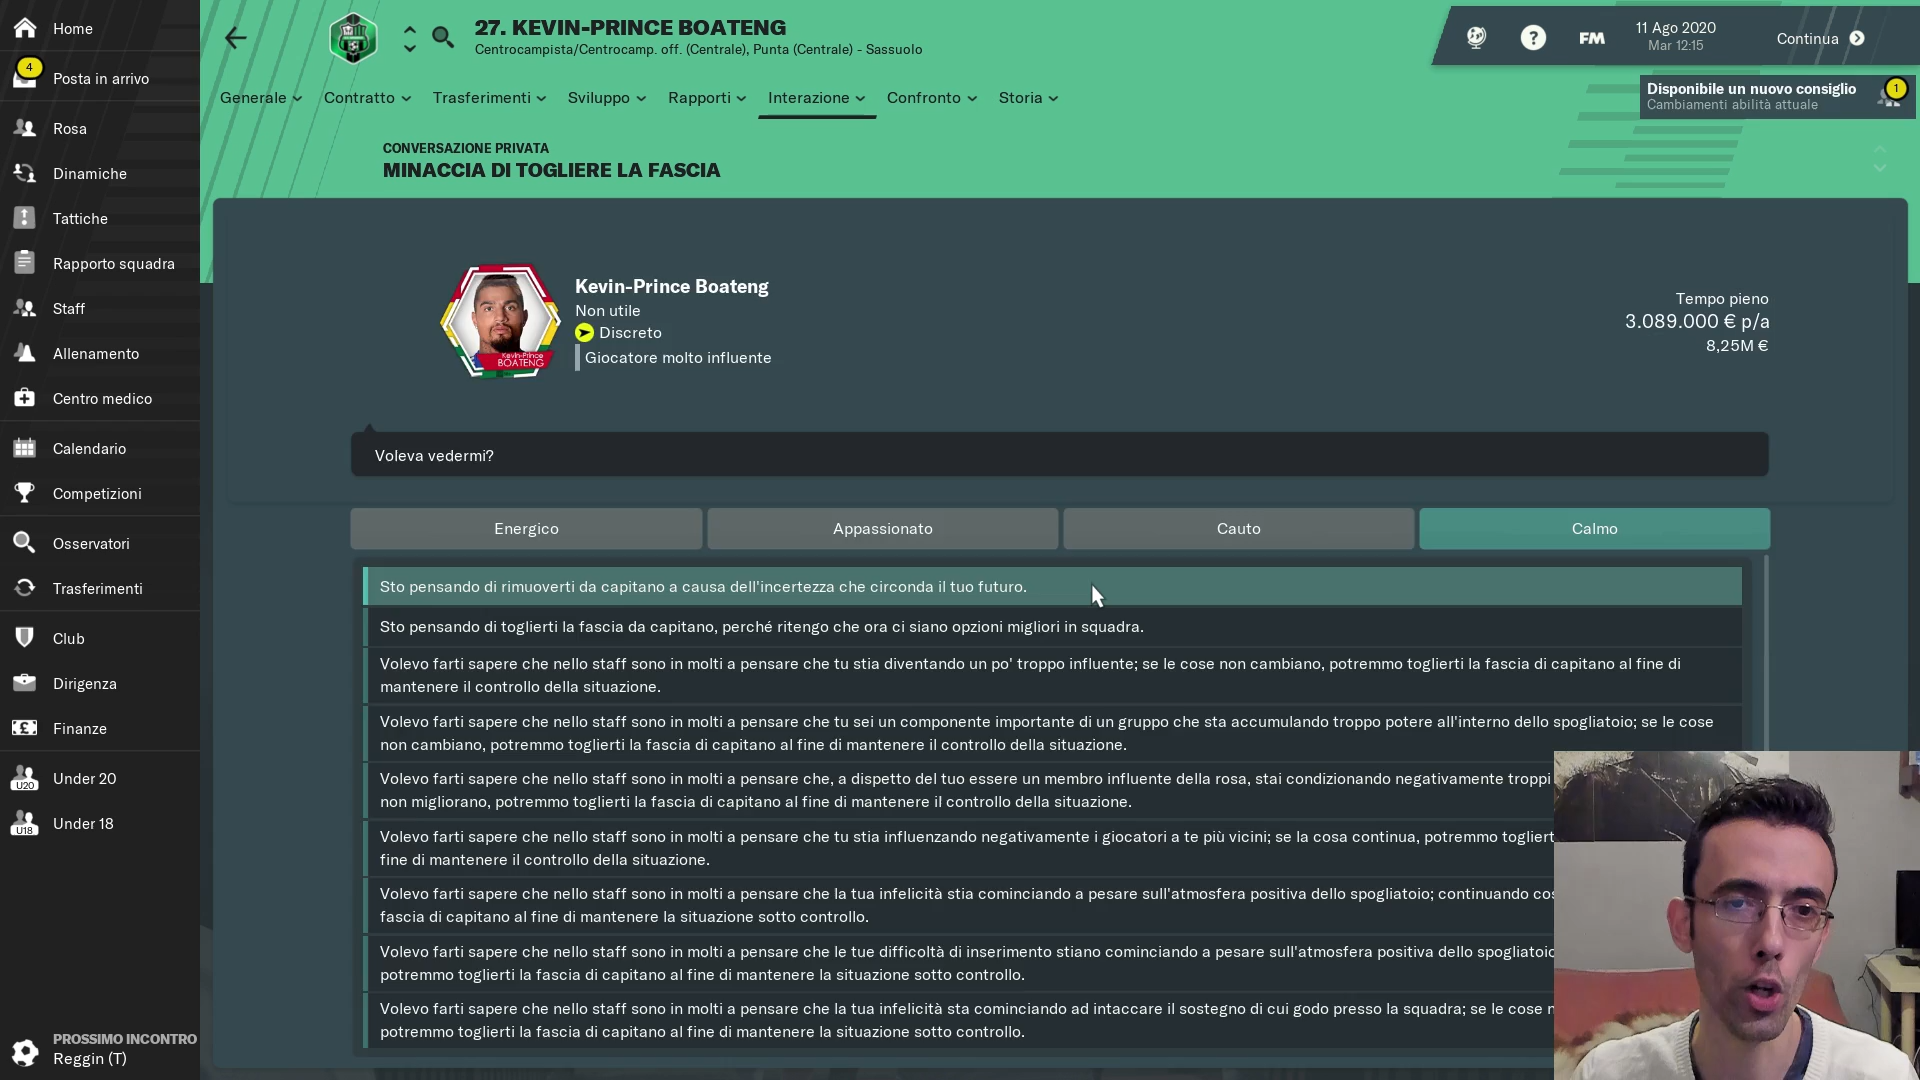 Home
4
Posta in arrivo
Rosa
Dinamiche
Tattiche
Rapporto squadra
Staff
Allenamento
Centro medico
Calendario
Competizioni
Osservatori
Trasferimenti
Club
Dirigenza
Finanze
U20
Under 20
U18
Under 18
PROSSIMO INCONTRO
Reggin (T)
27. KEVIN-PRINCE BOATENG
Centrocampista/Centrocamp. off. (Centrale), Punta (Centrale) - Sassuolo
? FM
11 Ago 2020
Mar 12:15
Continua
Disponibile un nuovo consiglio
Cambiamenti abilità attuale
1
Generale Contratto Trasferimenti Sviluppo Rapporti Interazione Confronto Storia
CONVERSAZIONE PRIVATA
MINACCIA DI TOGLIERE LA FASCIA
Kevin-Prince
BOATENG
Kevin-Prince Boateng
Non utile
Discreto
Giocatore molto influente
Tempo pieno
3.089.000 € p/a
8,25M €
Voleva vedermi?
Energico Appassionato Cauto Calmo
Sto pensando di rimuoverti da capitano a causa dell'incertezza che circonda il tuo futuro.
Sto pensando di toglierti la fascia da capitano, perché ritengo che ora ci siano opzioni migliori in squadra.
Volevo farti sapere che nello staff sono in molti a pensare che tu stia diventando un po' troppo influente; se le cose non cambiano, potremmo toglierti la fascia di capitano al fine di
mantenere il controllo della situazione.
Volevo farti sapere che nello staff sono in molti a pensare che tu sei un componente importante di un gruppo che sta accumulando troppo potere all'interno dello spogliatoio; se le cose
non cambiano, potremmo toglierti la fascia di capitano al fine di mantenere il controllo della situazione.
Volevo farti sapere che nello staff sono in molti a pensare che, a dispetto del tuo essere un membro influente della rosa, stai condizionando negativamente troppi
non migliorano, potremmo toglierti la fascia di capitano al fine di mantenere il controllo della situazione.
Volevo farti sapere che nello staff sono in molti a pensare che tu stia influenzando negativamente i giocatori a te più vicini; se la cosa continua, potremmo togliert
fine di mantenere il controllo della situazione.
Volevo farti sapere che nello staff sono in molti a pensare che la tua infelicità stia cominciando a pesare sull'atmosfera positiva dello spogliatoio; continuando cos
fascia di capitano al fine di mantenere la situazione sotto controllo.
Volevo farti sapere che nello staff sono in molti a pensare che le tue difficoltà di inserimento stiano cominciando a pesare sull'atmosfera positiva dello spogliatoio
potremmo toglierti la fascia di capitano al fine di mantenere la situazione sotto controllo.
Volevo farti sapere che nello staff sono in molti a pensare che la tua infelicità sta cominciando ad intaccare il sostegno di cui godo presso la squadra; se le cose n
potremmo toglierti la fascia di capitano al fine di mantenere la situazione sotto controllo.